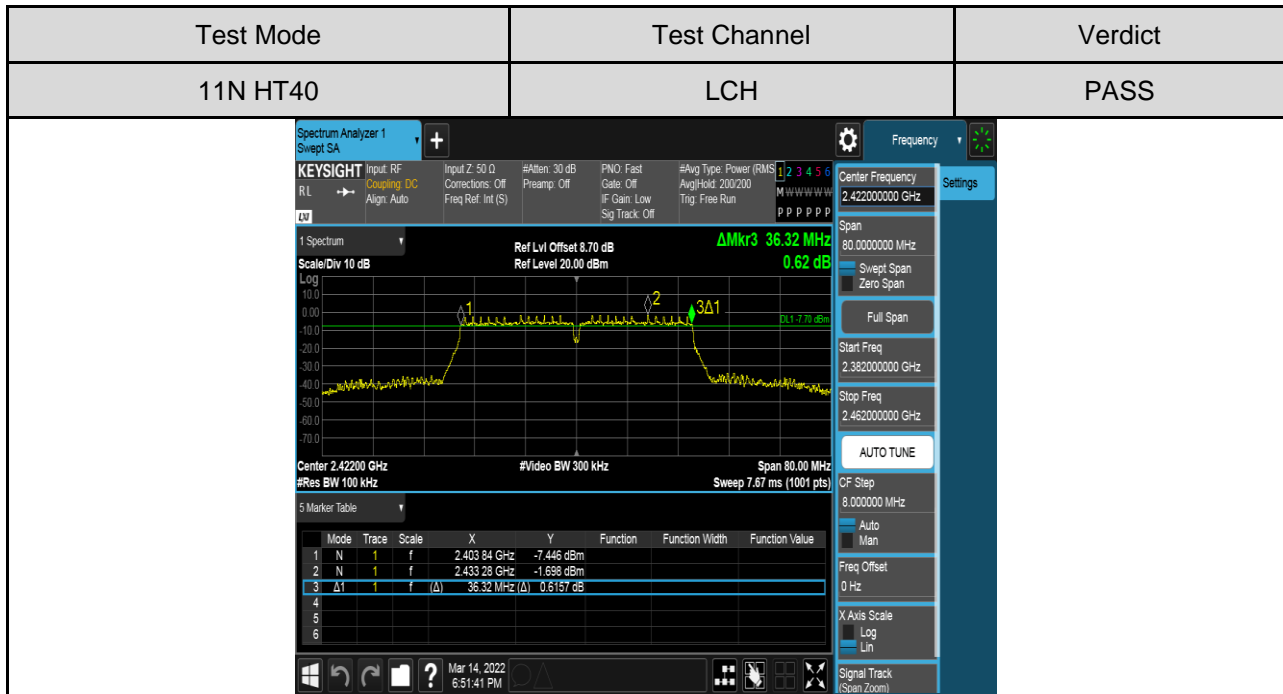 Test Mode Test Channel Verdict
11N HT40 LCH PASS
Spectrum Analyzer 1
Swept SA
+
Frequency
KEYSIGHT
RL
LXI
Input: RF
Coupling: DC
Align: Auto
Input Z: 50 Ω
Corrections: Off
Freq Ref: Int (S)
#Atten: 30 dB
Preamp: Off
PNO: Fast
Gate: Off
IF Gain: Low
Sig Track: Off
#Avg Type: Power (RMS
Avg|Hold: 200/200
Trig: Free Run
1 2 3 4 5 6
M W W W W W
P P P P P P
1 Spectrum
Scale/Div 10 dB
Ref Lvl Offset 8.70 dB
Ref Level 20.00 dBm
ΔMkr3 36.32 MHz
0.62 dB
Log
10.0
0.00
-10.0
-20.0
-30.0
-40.0
-50.0
-60.0
-70.0
1
2
3Δ1
DL1 -7.70 dBm
Center 2.42200 GHz #Video BW 300 kHz Span 80.00 MHz
#Res BW 100 kHz Sweep 7.67 ms (1001 pts)
5 Marker Table
Mode Trace Scale X Y Function Function Width Function Value
1 N 1 f 2.403 84 GHz -7.446 dBm
2 N 1 f 2.433 28 GHz -1.698 dBm
3 Δ1 1 f (Δ) 36.32 MHz (Δ) 0.6157 dB
4
5
6
?
Mar 14, 2022
6:51:41 PM
Center Frequency
2.422000000 GHz
Settings
Span
80.0000000 MHz
Swept Span
Zero Span
Full Span
Start Freq
2.382000000 GHz
Stop Freq
2.462000000 GHz
AUTO TUNE
CF Step
8.000000 MHz
Auto
Man
Freq Offset
0 Hz
X Axis Scale
Log
Lin
Signal Track
(Span Zoom)